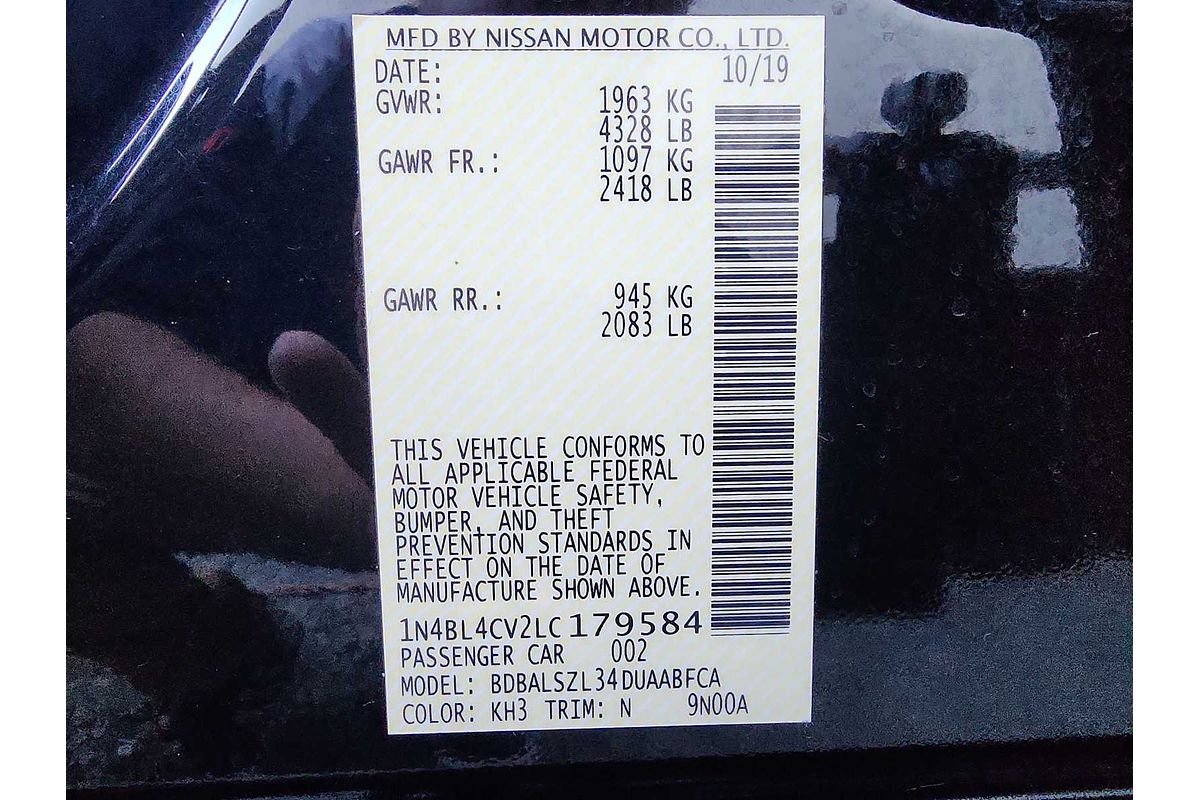 MFD BY NISSAN MOTOR CO., LTD.
DATE: 10/19
GVWR: 1963 KG
4328 LB
GAWR FR.: 1097 KG
2418 LB
GAWR RR.: 945 KG
2083 LB
THIS VEHICLE CONFORMS TO
ALL APPLICABLE FEDERAL
MOTOR VEHICLE SAFETY,
BUMPER, AND THEFT
PREVENTION STANDARDS IN
EFFECT ON THE DATE OF
MANUFACTURE SHOWN ABOVE.
1N4BL4CV2LC179584
PASSENGER CAR 002
MODEL: BDBALSZL34DUAABFCA
COLOR: KH3 TRIM: N 9N00A